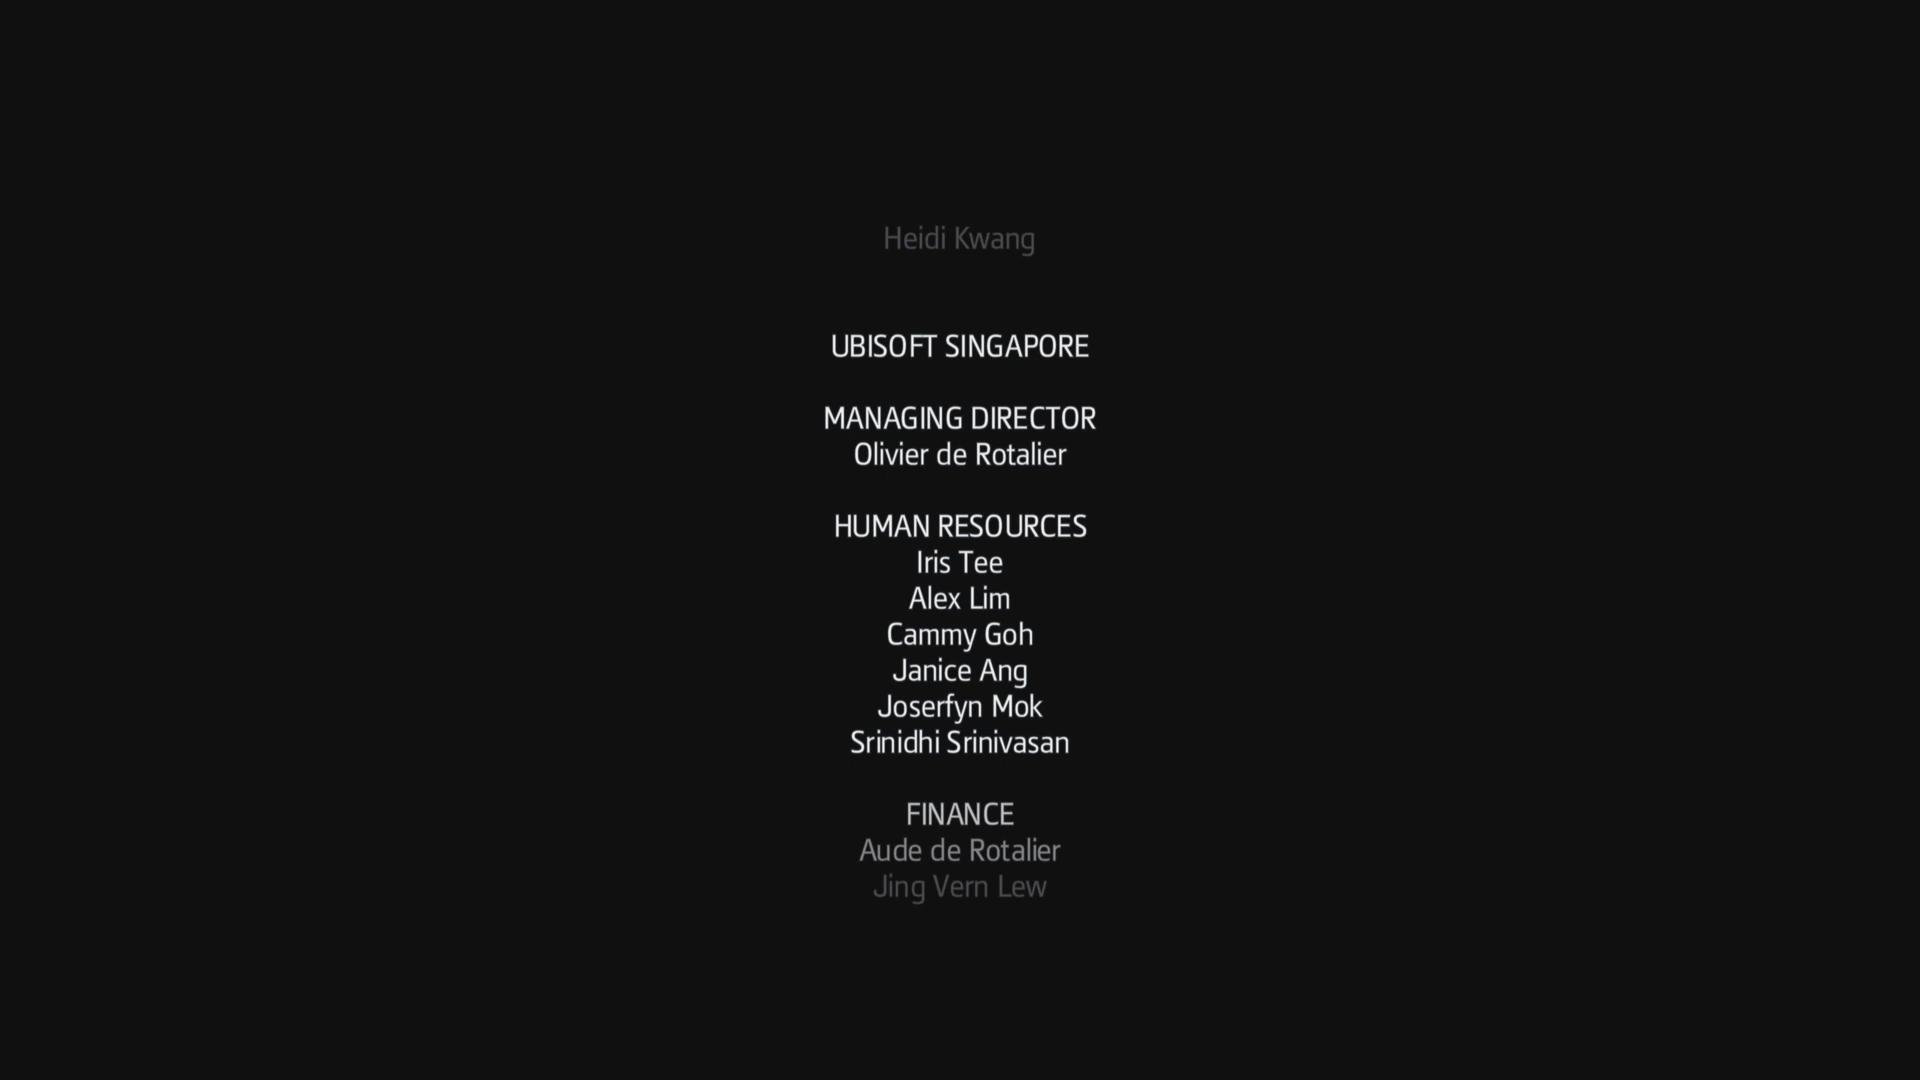 Heidi Kwang
UBISOFT SINGAPORE
MANAGING DIRECTOR
Olivier de Rotalier
HUMAN RESOURCES
Iris Tee
Alex Lim
Cammy Goh
Janice Ang
Joserfyn Mok
Srinidhi Srinivasan
FINANCE
Aude de Rotalier
Jing Vern Lew